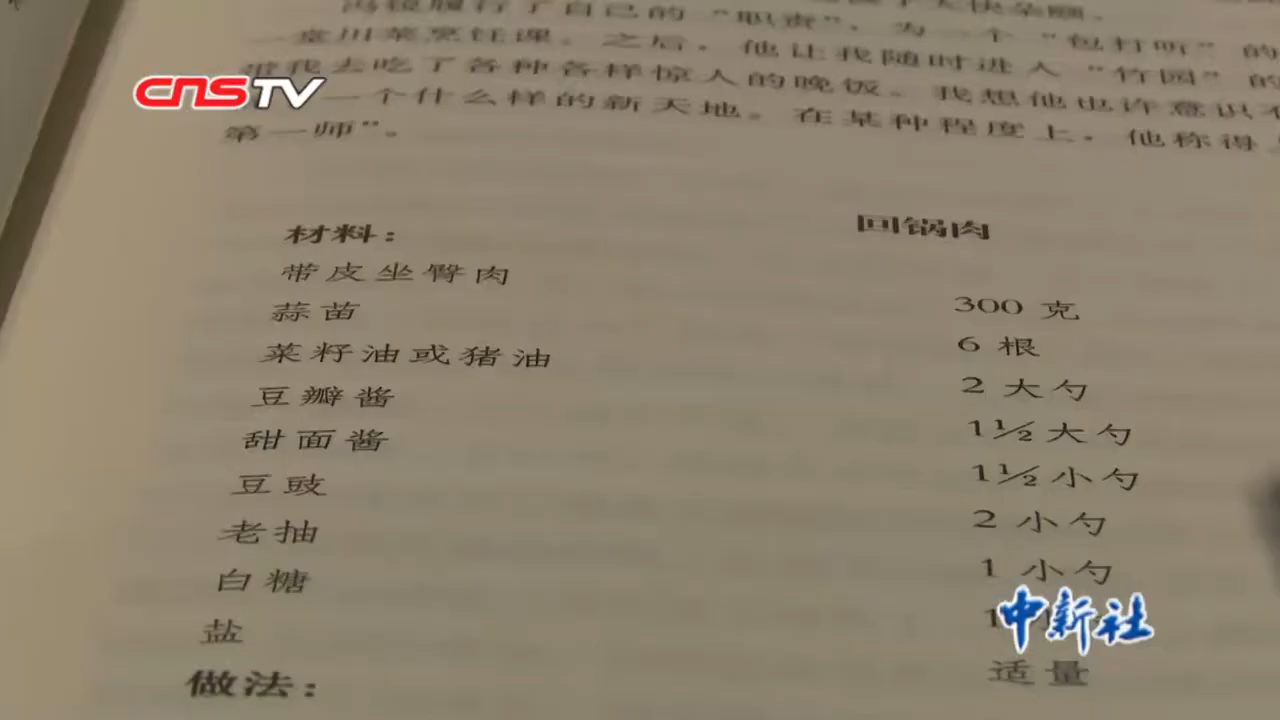 冯锐胸行了自己的“职责”，为一个“包打听”的
一堂川菜烹饪课。之后，他让我随时进入“竹园”的
带我去吃了各种各样惊人的晚饭。我想他也许意识不
一个什么样的新天地。在某种程度上，他称得
第一师”。
CNSTV
回锅肉
材料：
带皮坐臀肉 300 克
蒜苗 6 根
菜籽油或猪油 2 大勺
豆瓣酱 1½ 大勺
甜面酱 1½ 小勺
豆豉 2 小勺
老抽 1 小勺
白糖 1
盐 适量
做法：
中新社